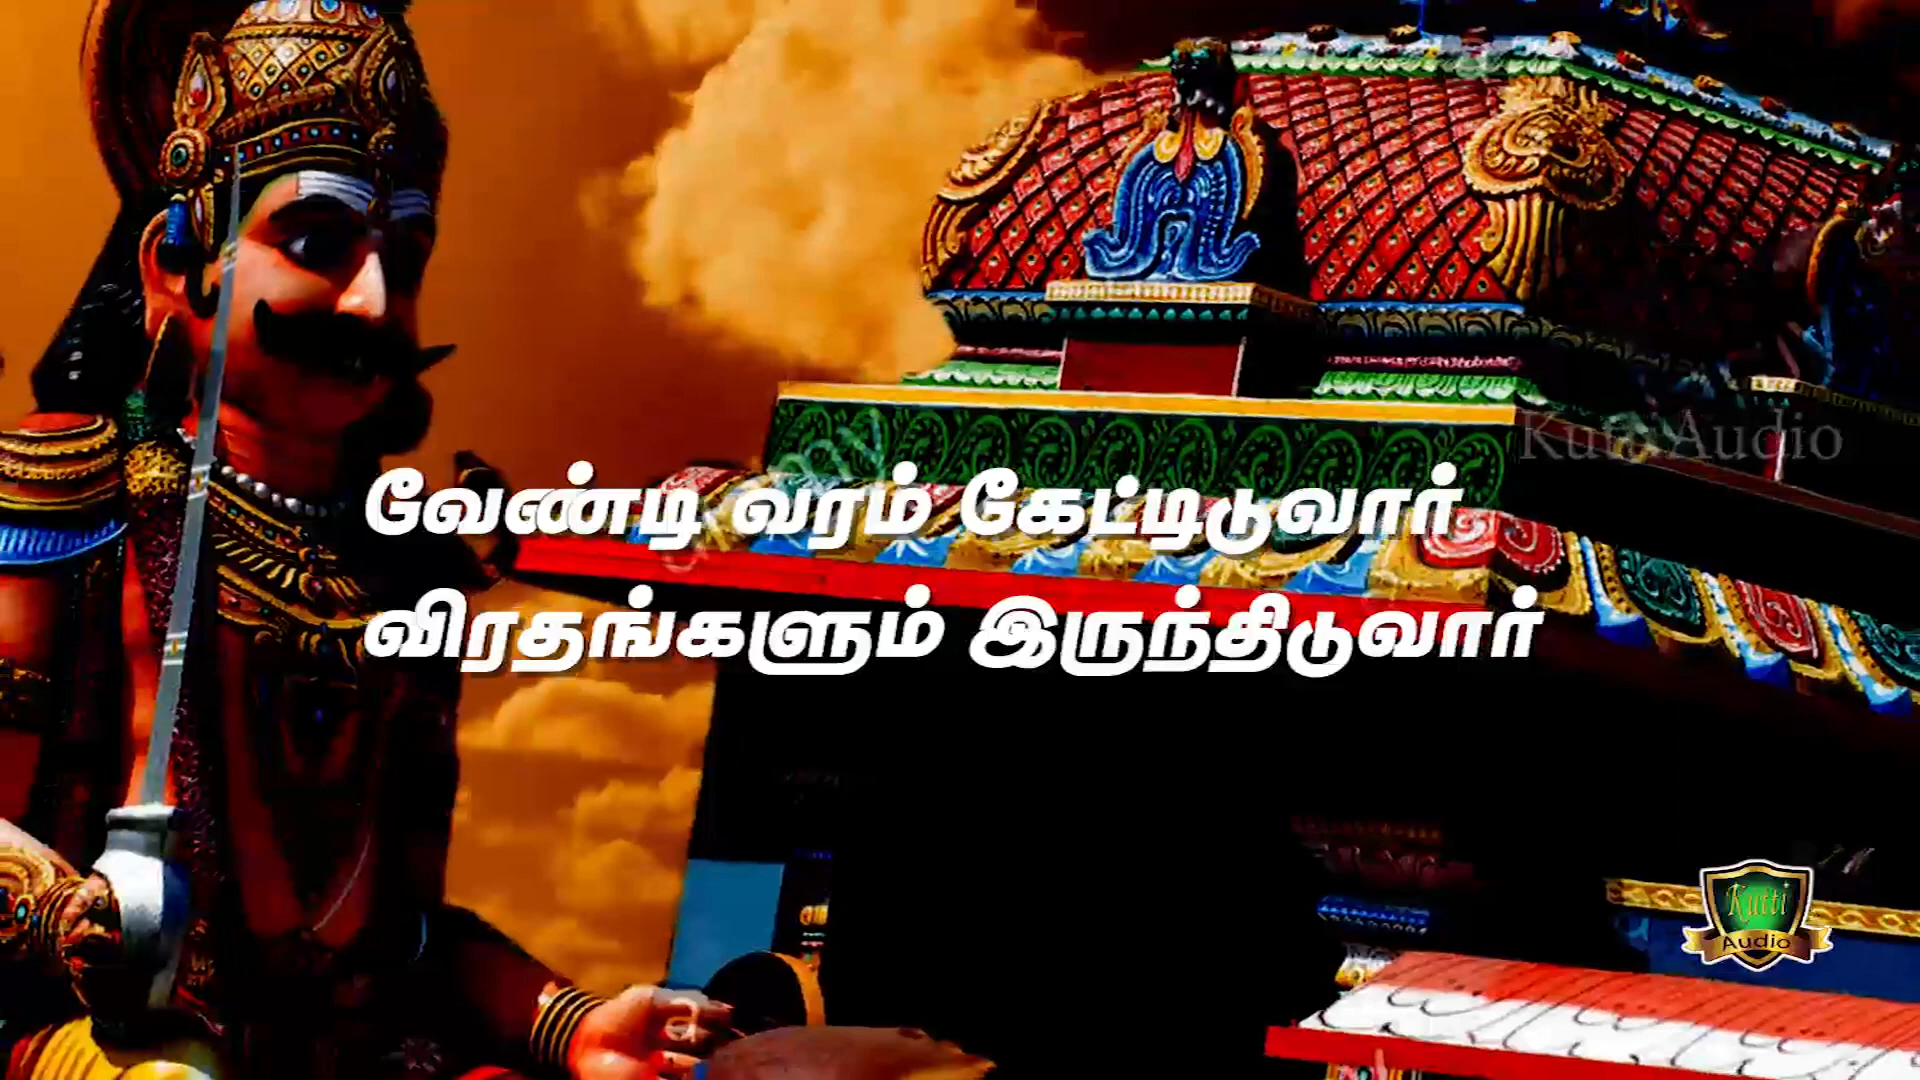 வேண்டி வரம் கேட்டிடுவார்
விரதங்களும் இருந்திடுவார்
Kutti Audio
Kutti
Audio